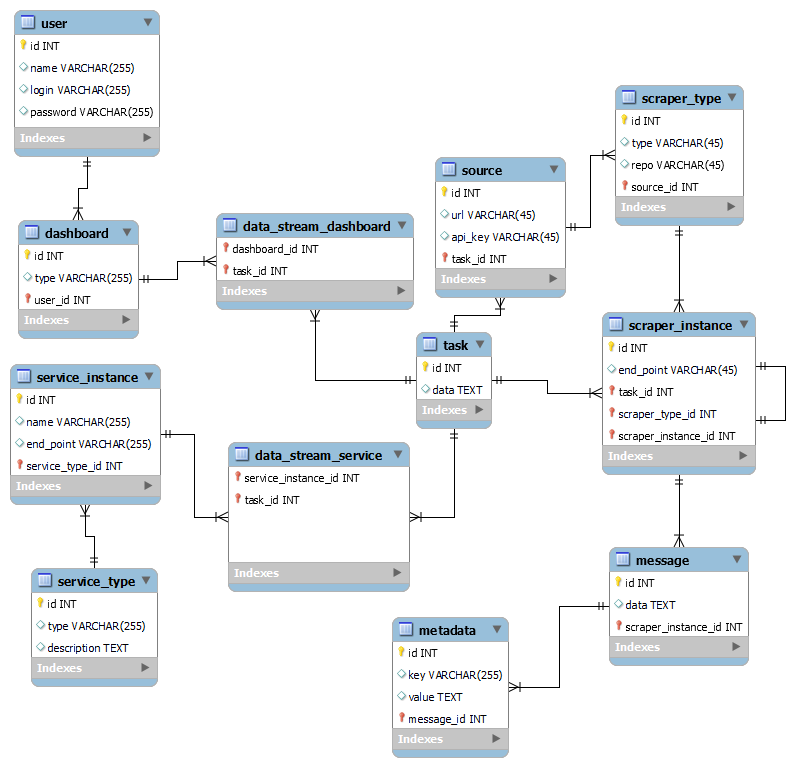 user
id INT
name VARCHAR(255)
login VARCHAR(255)
password VARCHAR(255)
Indexes
dashboard
id INT
type VARCHAR(255)
user_id INT
Indexes
data_stream_dashboard
dashboard_id INT
task_id INT
Indexes
source
id INT
url VARCHAR(45)
api_key VARCHAR(45)
task_id INT
Indexes
scraper_type
id INT
type VARCHAR(45)
repo VARCHAR(45)
source_id INT
Indexes
service_instance
id INT
name VARCHAR(255)
end_point VARCHAR(255)
service_type_id INT
Indexes
task
id INT
data TEXT
Indexes
scraper_instance
id INT
end_point VARCHAR(45)
task_id INT
scraper_type_id INT
scraper_instance_id INT
Indexes
data_stream_service
service_instance_id INT
task_id INT
Indexes
service_type
id INT
type VARCHAR(255)
description TEXT
Indexes
metadata
id INT
key VARCHAR(255)
value TEXT
message_id INT
Indexes
message
id INT
data TEXT
scraper_instance_id INT
Indexes